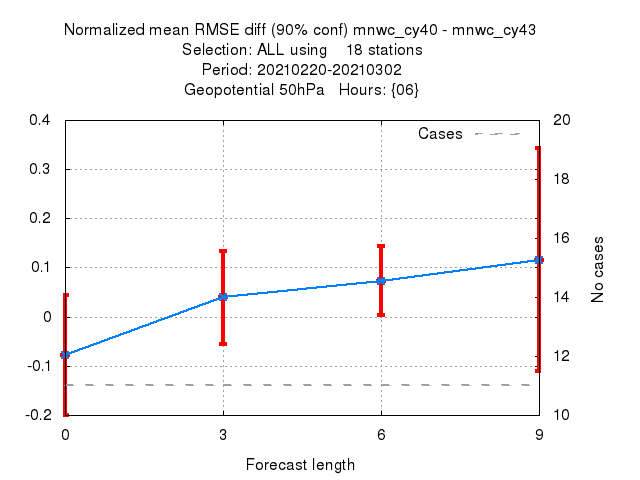 Normalized mean RMSE diff (90% conf) mnwc_cy40 - mnwc_cy43
Selection: ALL using    18 stations
Period: 20210220-20210302
Geopotential 50hPa   Hours: {06}
Cases
0.4
0.3
0.2
0.1
0
-0.1
-0.2
20
18
16
14
12
10
No cases
0
3
6
9
Forecast length